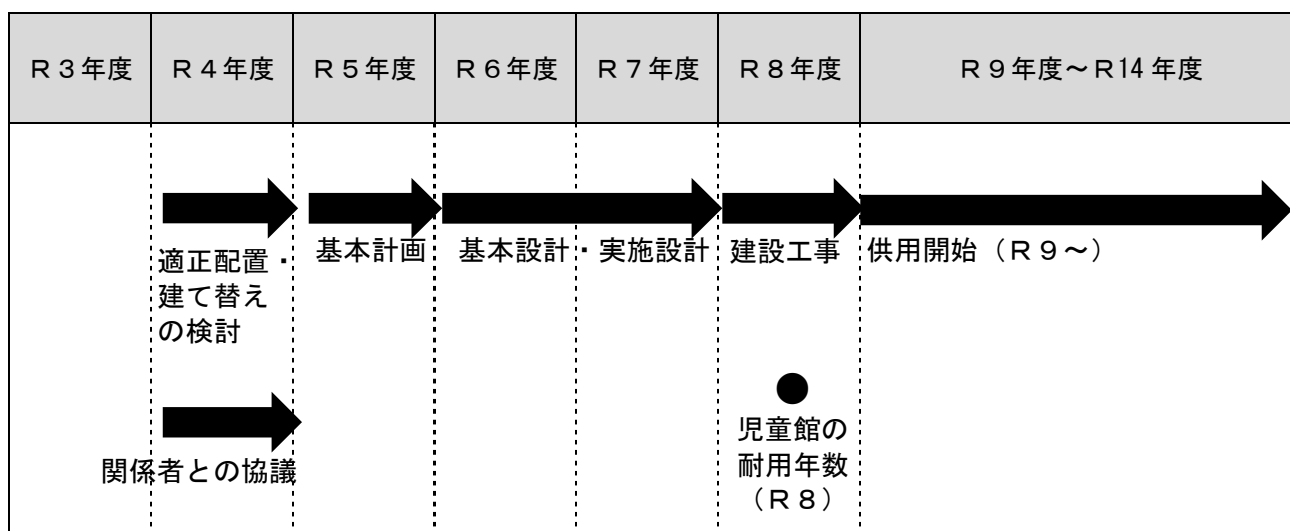 Ｒ３年度 Ｒ４年度 Ｒ５年度 Ｒ６年度 Ｒ７年度 Ｒ８年度 Ｒ９年度～Ｒ14年度
適正配置・
建て替え
の検討
基本計画
基本設計・実施設計
建設工事
供用開始（Ｒ９～）
関係者との協議
児童館の
耐用年数
（Ｒ８）